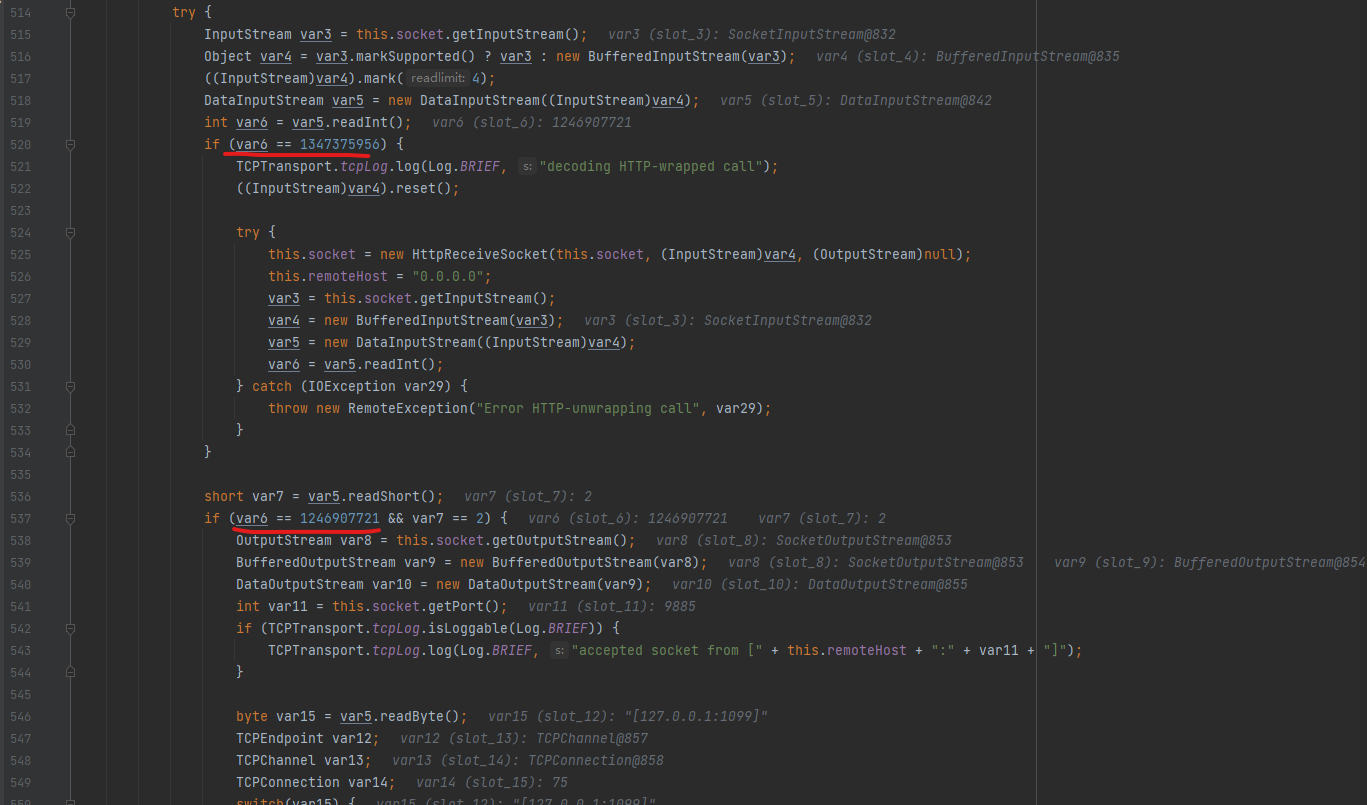 514 try {
515 InputStream var3 = this.socket.getInputStream(); var3 (slot_3): SocketInputStream@832
516 Object var4 = var3.markSupported() ? var3 : new BufferedInputStream(var3); var4 (slot_4): BufferedInputStream@835
517 ((InputStream)var4).mark( readlimit: 4);
518 DataInputStream var5 = new DataInputStream((InputStream)var4); var5 (slot_5): DataInputStream@842
519 int var6 = var5.readInt(); var6 (slot_6): 1246907721
520 if (var6 == 1347375956) {
521 TCPTransport.tcpLog.log(Log.BRIEF, s: "decoding HTTP-wrapped call");
522 ((InputStream)var4).reset();
523
524 try {
525 this.socket = new HttpReceiveSocket(this.socket, (InputStream)var4, (OutputStream)null);
526 this.remoteHost = "0.0.0.0";
527 var3 = this.socket.getInputStream();
528 var4 = new BufferedInputStream(var3); var3 (slot_3): SocketInputStream@832
529 var5 = new DataInputStream((InputStream)var4);
530 var6 = var5.readInt();
531 } catch (IOException var29) {
532 throw new RemoteException("Error HTTP-unwrapping call", var29);
533 }
534 }
535
536 short var7 = var5.readShort(); var7 (slot_7): 2
537 if (var6 == 1246907721 && var7 == 2) { var6 (slot_6): 1246907721 var7 (slot_7): 2
538 OutputStream var8 = this.socket.getOutputStream(); var8 (slot_8): SocketOutputStream@853
539 BufferedOutputStream var9 = new BufferedOutputStream(var8); var8 (slot_8): SocketOutputStream@853 var9 (slot_9): BufferedOutputStream@854
540 DataOutputStream var10 = new DataOutputStream(var9); var10 (slot_10): DataOutputStream@855
541 int var11 = this.socket.getPort(); var11 (slot_11): 9885
542 if (TCPTransport.tcpLog.isLoggable(Log.BRIEF)) {
543 TCPTransport.tcpLog.log(Log.BRIEF, s: "accepted socket from [" + this.remoteHost + ":" + var11 + "]");
544 }
545
546 byte var15 = var5.readByte(); var15 (slot_12): "[127.0.0.1:1099]"
547 TCPEndpoint var12; var12 (slot_13): TCPChannel@857
548 TCPChannel var13; var13 (slot_14): TCPConnection@858
549 TCPConnection var14; var14 (slot_15): 75
550 switch(var15) { var15 (slot_12): "[127.0.0.1:1099]"